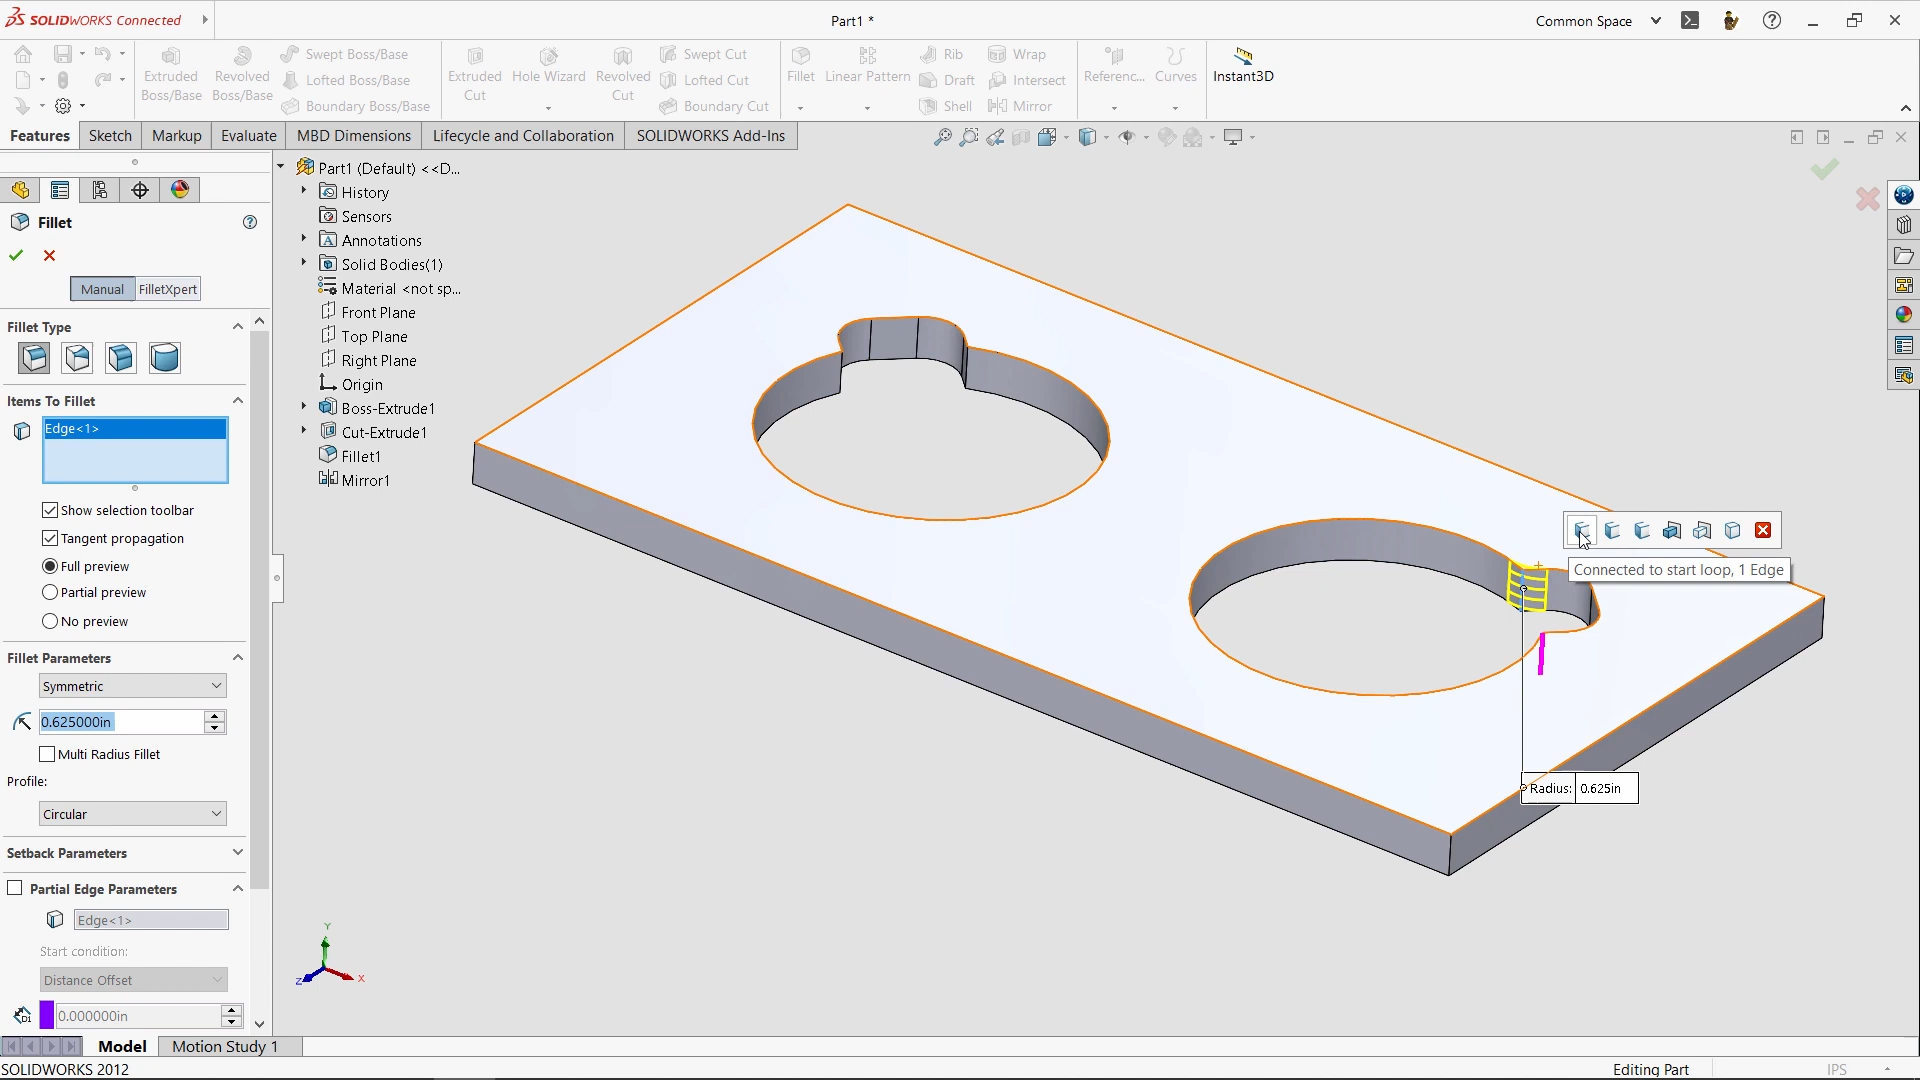 SOLIDWORKS Connected
Part1 *
Common Space
Extruded Boss/Base
Revolved Boss/Base
Swept Boss/Base
Lofted Boss/Base
Boundary Boss/Base
Extruded Cut
Hole Wizard
Revolved Cut
Swept Cut
Lofted Cut
Boundary Cut
Fillet
Linear Pattern
Rib
Draft
Shell
Wrap
Intersect
Mirror
Referenc...
Curves
Instant3D
Features
Sketch
Markup
Evaluate
MBD Dimensions
Lifecycle and Collaboration
SOLIDWORKS Add-Ins
Fillet
Manual
FilletXpert
Fillet Type
Items To Fillet
Edge<1>
Show selection toolbar
Tangent propagation
Full preview
Partial preview
No preview
Fillet Parameters
Symmetric
0.625000in
Multi Radius Fillet
Profile:
Circular
Setback Parameters
Partial Edge Parameters
Edge<1>
Start condition:
Distance Offset
D1
0.000000in
Part1 (Default) <<D...
History
Sensors
Annotations
Solid Bodies(1)
Material <not sp...
Front Plane
Top Plane
Right Plane
Origin
Boss-Extrude1
Cut-Extrude1
Fillet1
Mirror1
Connected to start loop, 1 Edge
Radius: 0.625in
Y
Z
X
Model
Motion Study 1
SOLIDWORKS 2012
Editing Part
IPS